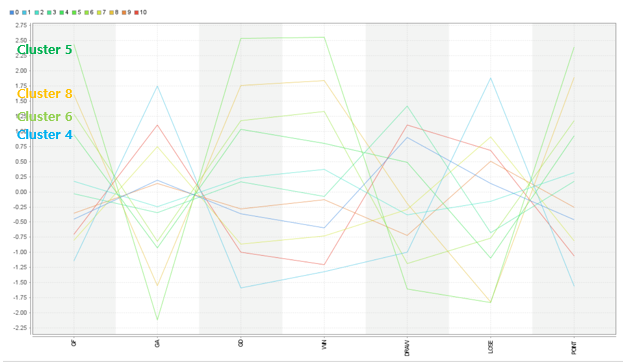 0 1 2 3 4 5 6 7 8 9 10
2.75
2.50
2.25
2.00
1.75
1.50
1.25
1.00
0.75
0.50
0.25
0.00
-0.25
-0.50
-0.75
-1.00
-1.25
-1.50
-1.75
-2.00
-2.25
Cluster 5
Cluster 8
Cluster 6
Cluster 4
GF
GA
GD
WIN
DRAW
LOSE
POINT